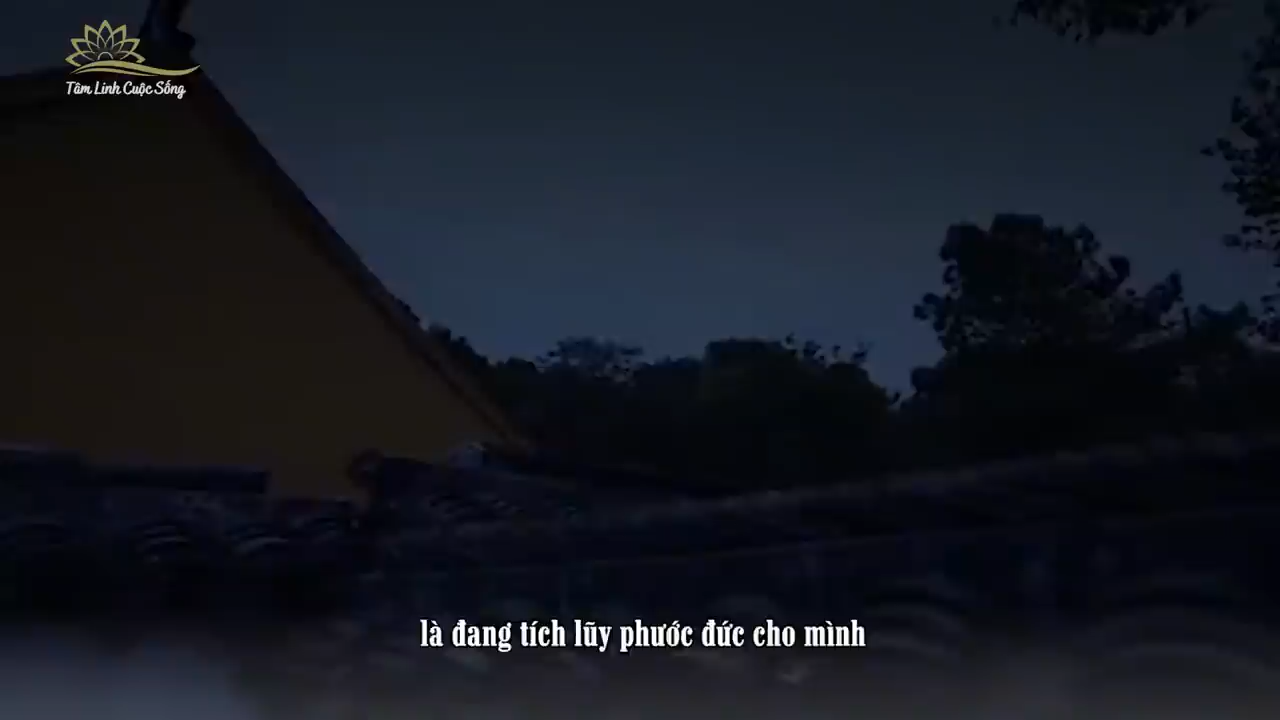 Tâm Linh Cuộc Sống
là đang tích lũy phước đức cho mình